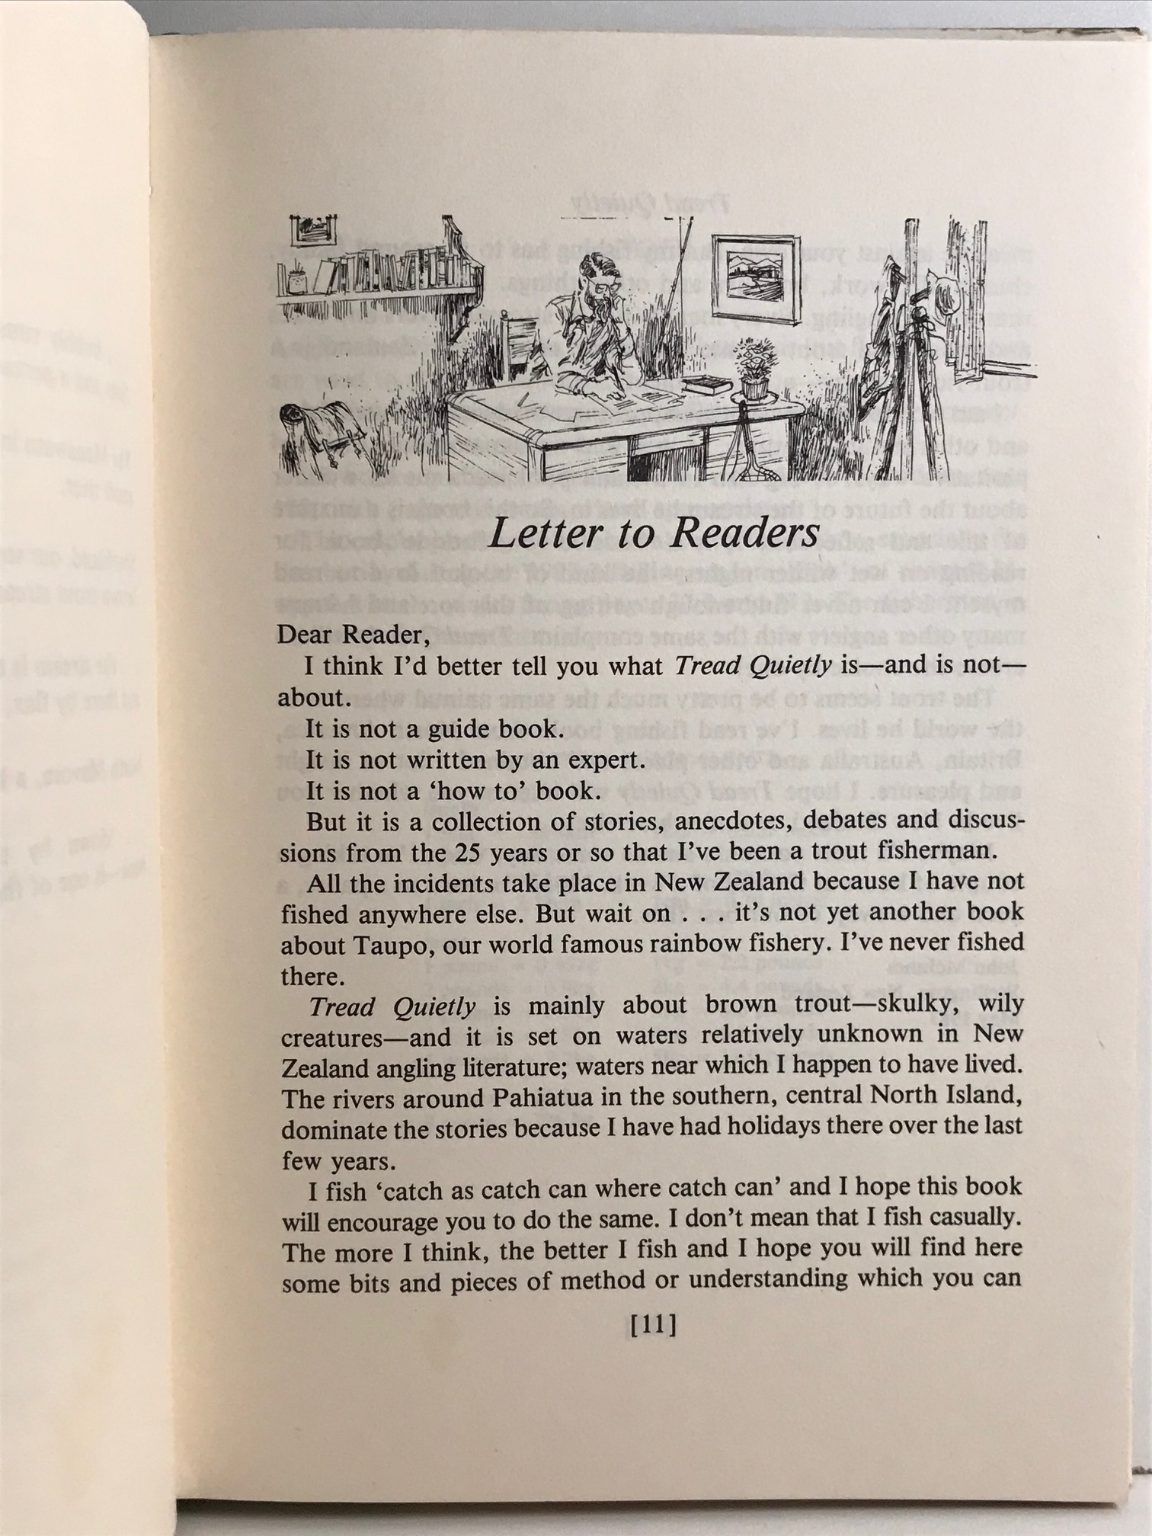 Letter to Readers
Dear Reader,
I think I'd better tell you what Tread Quietly is—and is not—
about.
It is not a guide book.
It is not written by an expert.
It is not a ‘how to’ book.
But it is a collection of stories, anecdotes, debates and discus-
sions from the 25 years or so that I've been a trout fisherman.
All the incidents take place in New Zealand because I have not
fished anywhere else. But wait on . . . it's not yet another book
about Taupo, our world famous rainbow fishery. I've never fished
there.
Tread Quietly is mainly about brown trout—skulky, wily
creatures—and it is set on waters relatively unknown in New
Zealand angling literature; waters near which I happen to have lived.
The rivers around Pahiatua in the southern, central North Island,
dominate the stories because I have had holidays there over the last
few years.
I fish ‘catch as catch can where catch can’ and I hope this book
will encourage you to do the same. I don't mean that I fish casually.
The more I think, the better I fish and I hope you will find here
some bits and pieces of method or understanding which you can
[11]